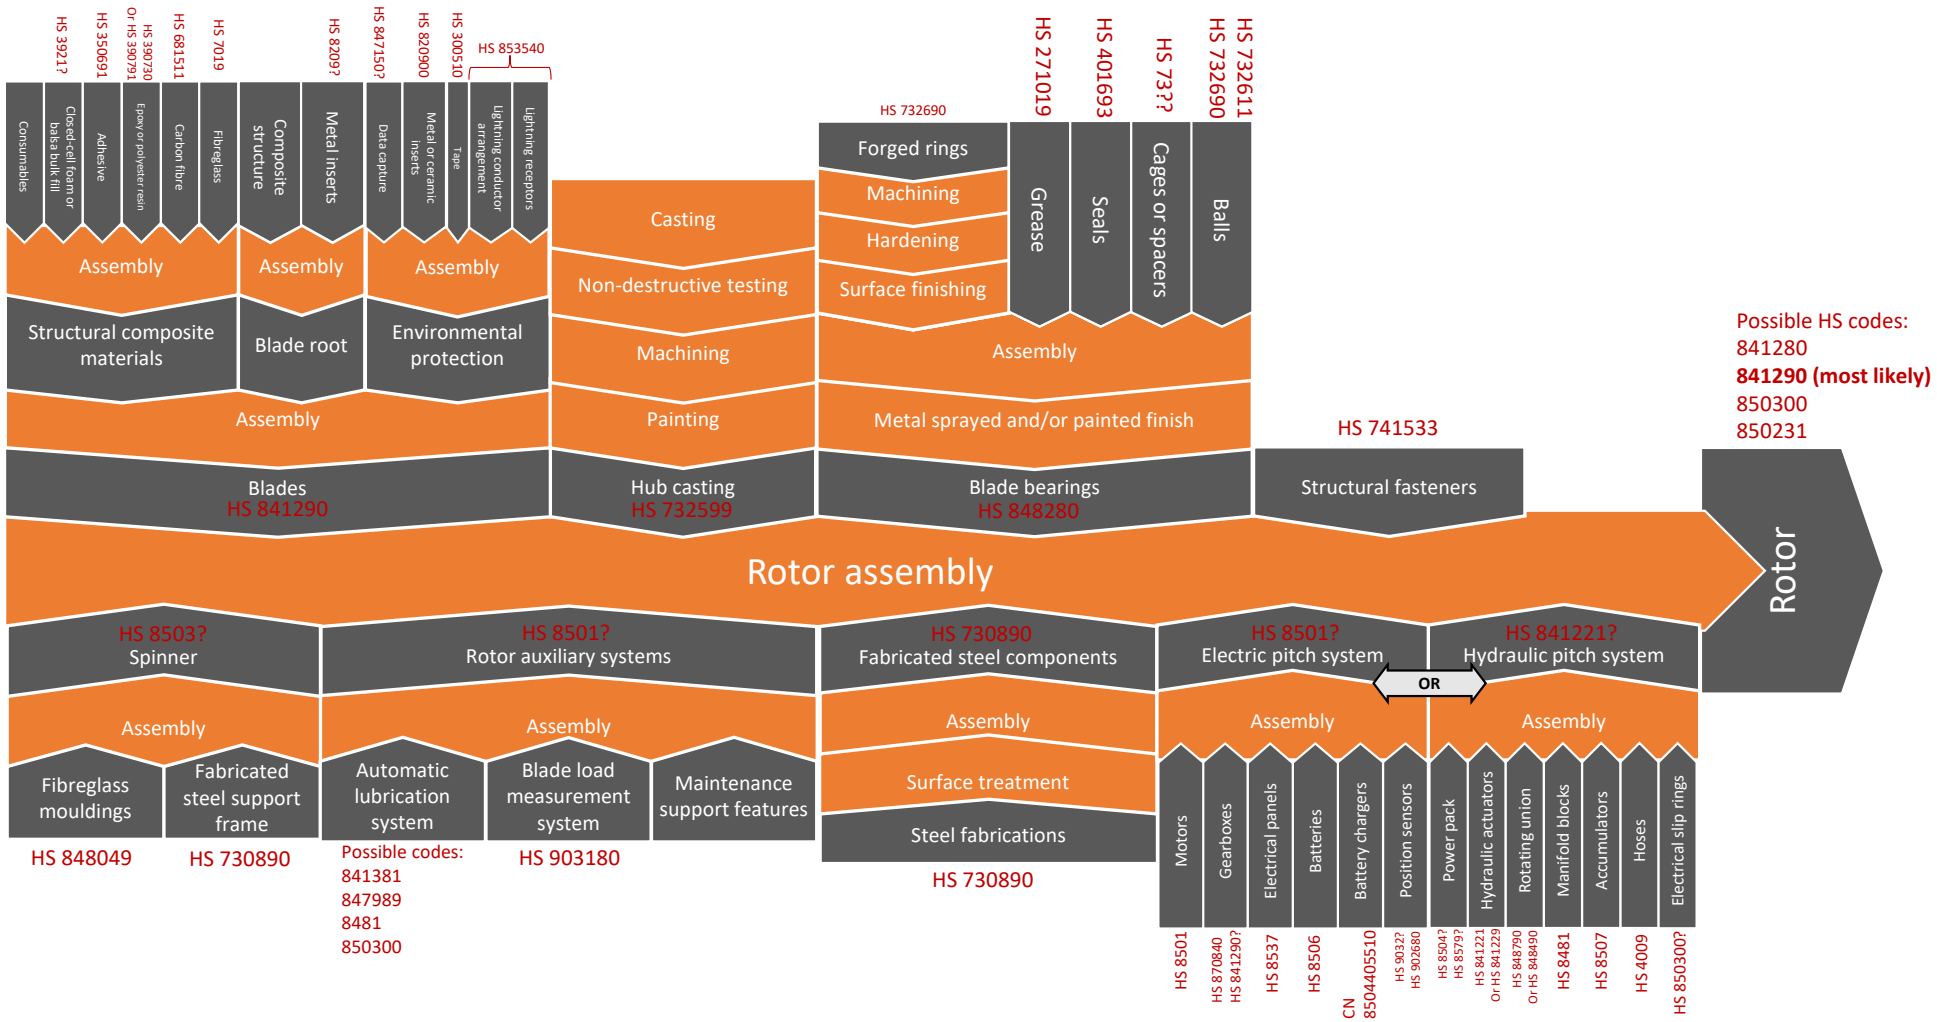 HS 3921?
HS 350691
HS 390730
Or HS 390791
HS 681511
HS 7019
HS 8209?
HS 847150?
HS 820900
HS 300510
HS 853540
HS 732690
HS 271019
HS 401693
HS 73??
HS 732690
HS 732611
Consumables
Closed-cell foam or
balsa bulk fill
Adhesive
Epoxy or polyester resin
Carbon fibre
Fibreglass
Composite
structure
Metal inserts
Data capture
Metal or ceramic
inserts
Tape
Lightning conductor
arrangement
Lightning receptors
Forged rings
Machining
Hardening
Surface finishing
Grease
Seals
Cages or spacers
Balls
Assembly
Assembly
Assembly
Casting
Non-destructive testing
Machining
Painting
Assembly
Metal sprayed and/or painted finish
Structural composite
materials
Blade root
Environmental
protection
Assembly
Blades
HS 841290
Hub casting
HS 732599
Blade bearings
HS 848280
HS 741533
Structural fasteners
Possible HS codes:
841280
841290 (most likely)
850300
850231
Rotor assembly
Rotor
HS 8503?
Spinner
HS 8501?
Rotor auxiliary systems
HS 730890
Fabricated steel components
HS 8501?
Electric pitch system
HS 841221?
Hydraulic pitch system
OR
Assembly
Assembly
Assembly
Assembly
Assembly
Fibreglass
mouldings
Fabricated
steel support
frame
Automatic
lubrication
system
Blade load
measurement
system
Maintenance
support features
Surface treatment
Steel fabrications
HS 848049
HS 730890
Possible codes:
841381
847989
8481
850300
HS 903180
HS 730890
Motors
Gearboxes
Electrical panels
Batteries
Battery chargers
Position sensors
Power pack
Hydraulic actuators
Rotating union
Manifold blocks
Accumulators
Hoses
Electrical slip rings
HS 8501
HS 870840
HS 841290?
HS 8537
HS 8506
CN
8504405510
HS 9032?
HS 902680
HS 8504?
HS 8579?
HS 841221
Or HS 841229
HS 848790
Or HS 848490
HS 8481
HS 8507
HS 4009
HS 850300?